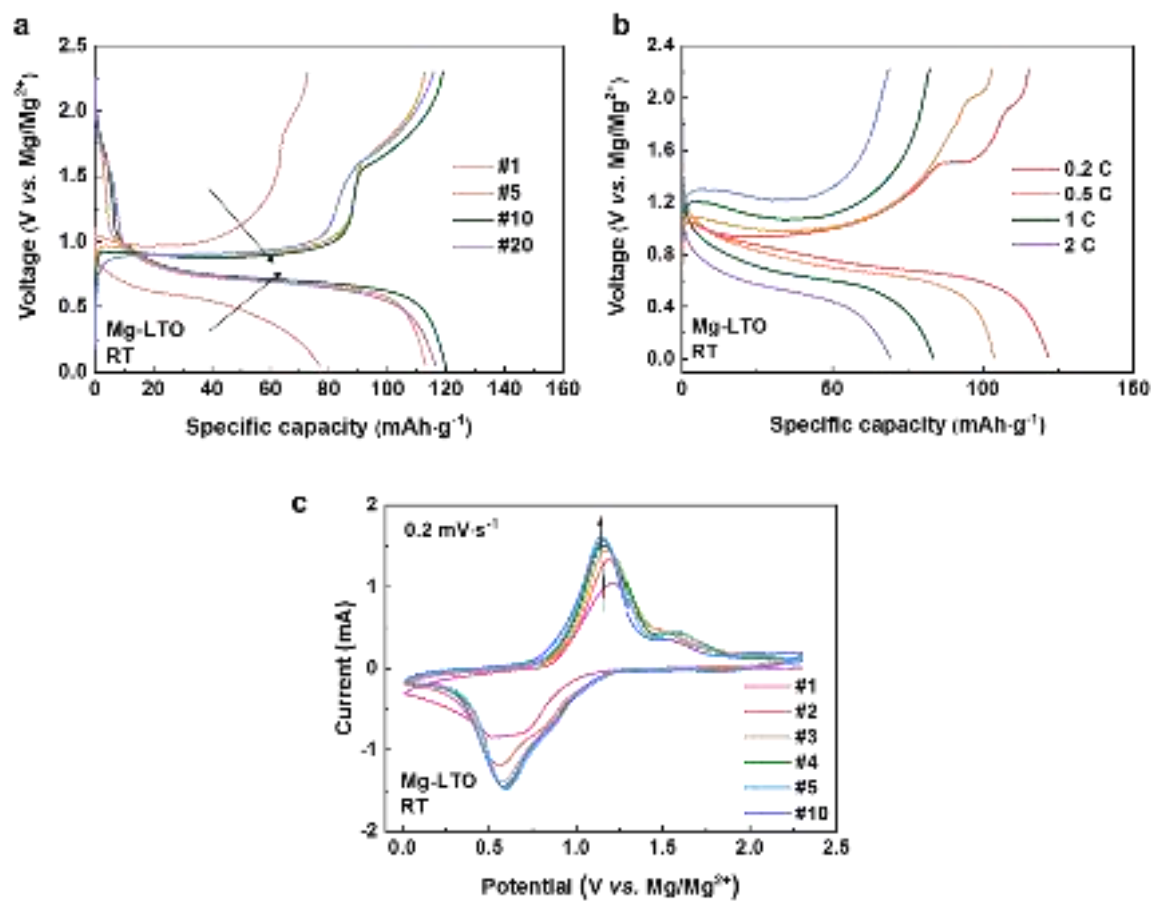 a
2.5
2.0
1.5
1.0
0.5
0.0
Voltage (V vs. Mg/Mg²⁺)
#1
#5
#10
#20
Mg-LTO
RT
0 20 40 60 80 100 120 140 160
Specific capacity (mAh·g⁻¹)
b
2.4
2.0
1.6
1.2
0.8
0.4
0.0
Voltage (V vs. Mg/Mg²⁺)
0.2 C
0.5 C
1 C
2 C
Mg-LTO
RT
0 60 100 150
Specific capacity (mAh·g⁻¹)
c
2
1
0
-1
-2
Current (mA)
0.2 mV·s⁻¹
#1
#2
#3
#4
#5
#10
Mg-LTO
RT
0.0 0.5 1.0 1.5 2.0 2.5
Potential (V vs. Mg/Mg²⁺)